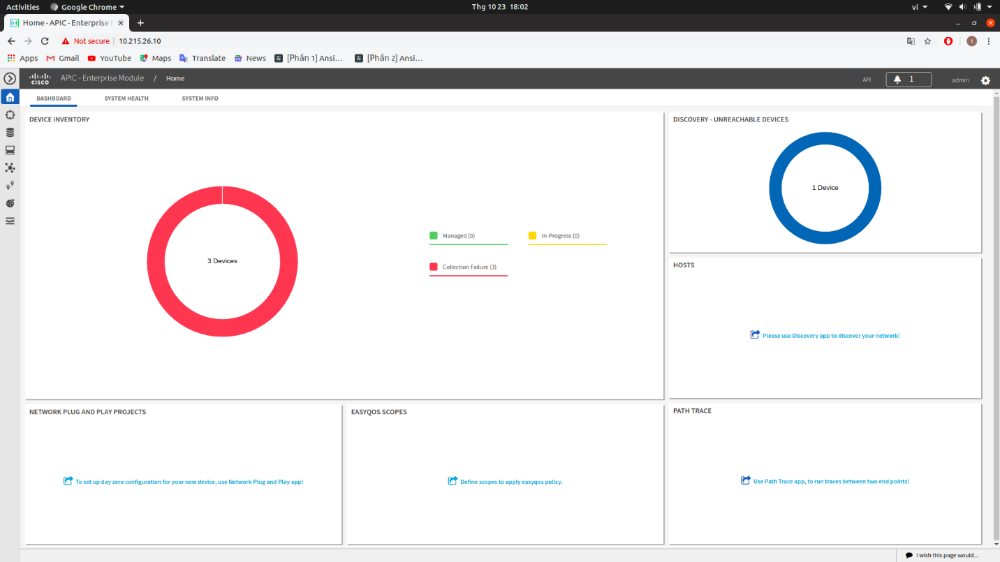 Activities Google Chrome Thg 10 23 18:02 vi
Home - APIC - Enterprise M
Not secure 10.215.26.10
Apps Gmail YouTube Maps Translate News [Phần 1] Ansi... [Phần 2] Ansi...
cisco APIC - Enterprise Module / Home API 1 admin
DASHBOARD SYSTEM HEALTH SYSTEM INFO
DEVICE INVENTORY
3 Devices
Managed (0) In-Progress (0)
Collection Failure (3)
DISCOVERY - UNREACHABLE DEVICES
1 Device
HOSTS
Please use Discovery app to discover your network!
NETWORK PLUG AND PLAY PROJECTS
To set up day zero configuration for your new device, use Network Plug and Play app!
EASYQOS SCOPES
Define scopes to apply easyqos policy.
PATH TRACE
Use Path Trace app, to run traces between two end points!
I wish this page would...